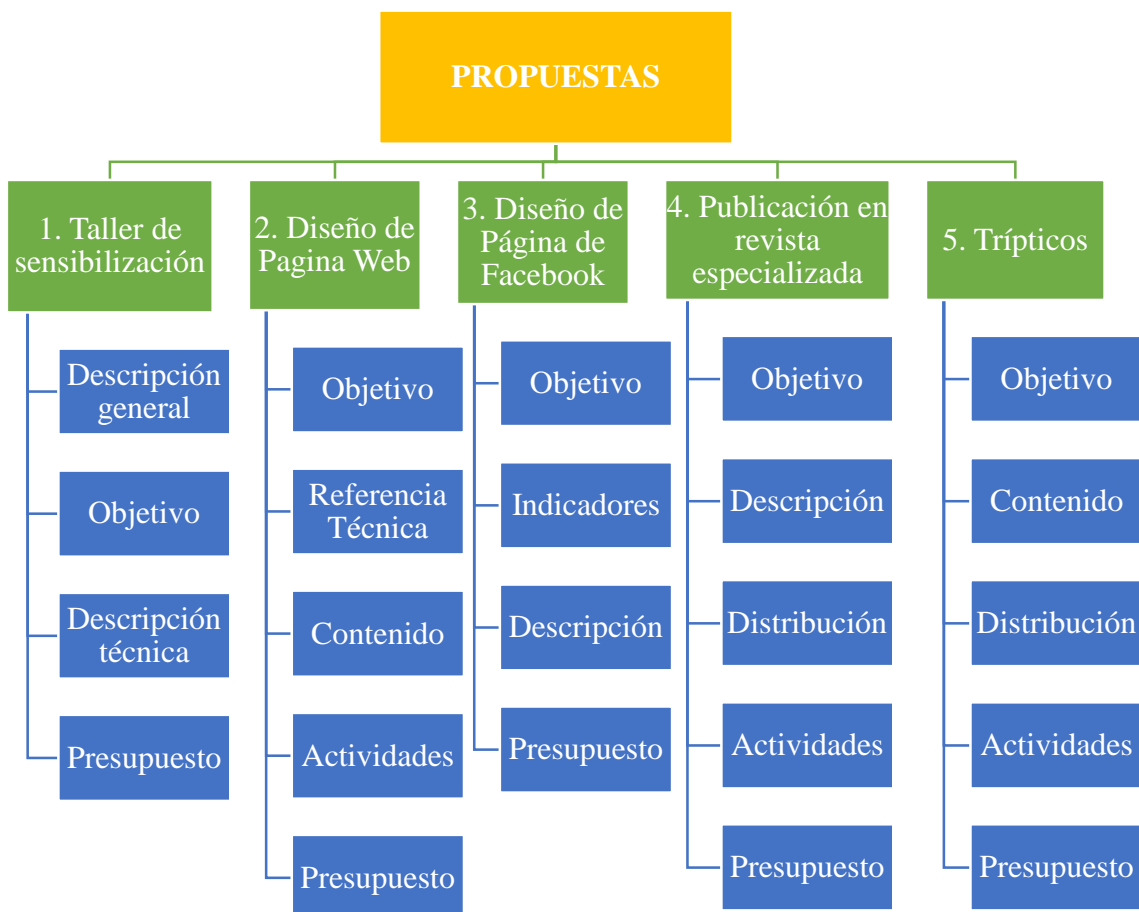 PROPUESTAS
1. Taller de
sensibilización
Descripción
general
Objetivo
Descripción
técnica
Presupuesto
2. Diseño de
Pagina Web
Objetivo
Referencia
Técnica
Contenido
Actividades
Presupuesto
3. Diseño de
Página de
Facebook
Objetivo
Indicadores
Descripción
Presupuesto
4. Publicación en
revista
especializada
Objetivo
Descripción
Distribución
Actividades
Presupuesto
5. Trípticos
Objetivo
Contenido
Distribución
Actividades
Presupuesto